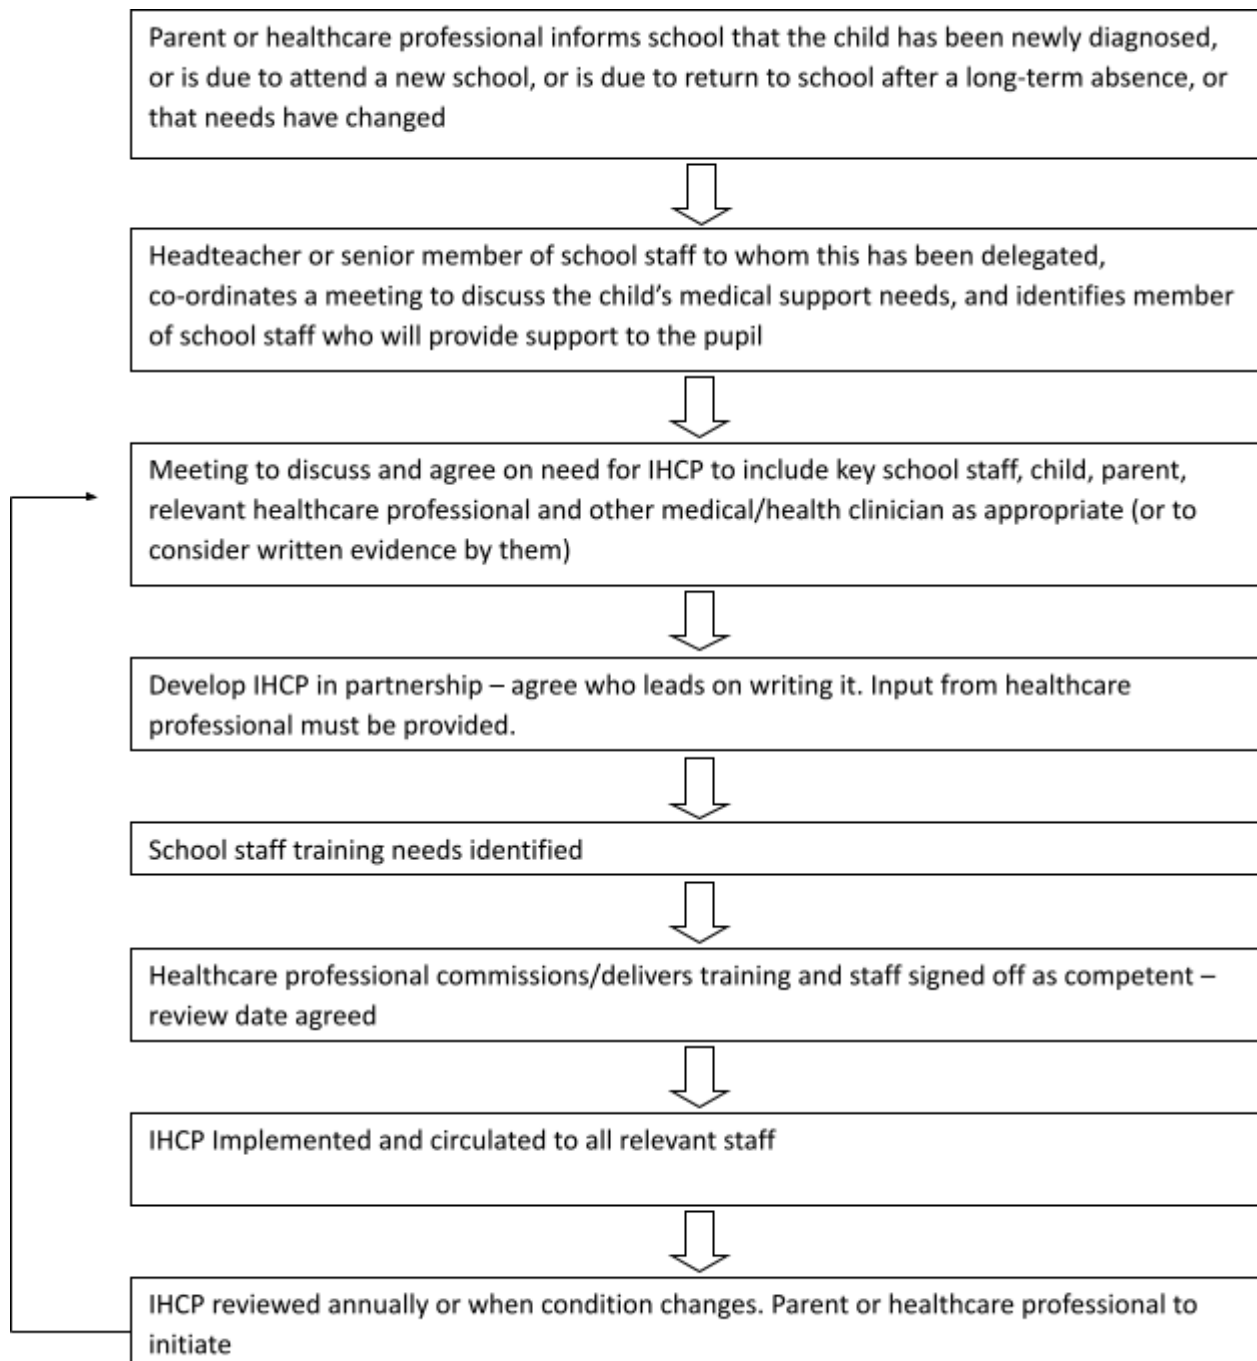 Parent or healthcare professional informs school that the child has been newly diagnosed,
or is due to attend a new school, or is due to return to school after a long-term absence, or
that needs have changed
Headteacher or senior member of school staff to whom this has been delegated,
co-ordinates a meeting to discuss the child’s medical support needs, and identifies member
of school staff who will provide support to the pupil
Meeting to discuss and agree on need for IHCP to include key school staff, child, parent,
relevant healthcare professional and other medical/health clinician as appropriate (or to
consider written evidence by them)
Develop IHCP in partnership – agree who leads on writing it. Input from healthcare
professional must be provided.
School staff training needs identified
Healthcare professional commissions/delivers training and staff signed off as competent –
review date agreed
IHCP Implemented and circulated to all relevant staff
IHCP reviewed annually or when condition changes. Parent or healthcare professional to
initiate